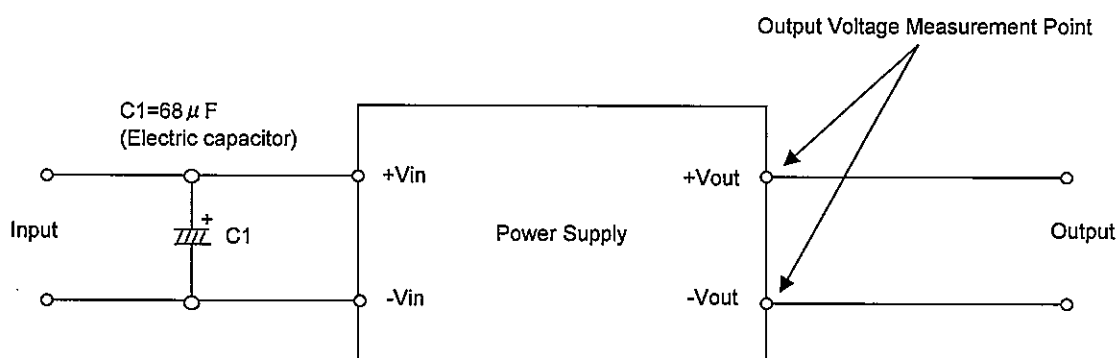 Output Voltage Measurement Point
C1=68μF
(Electric capacitor)
+Vin
+Vout
Input
+
C1
Power Supply
Output
-Vin
-Vout